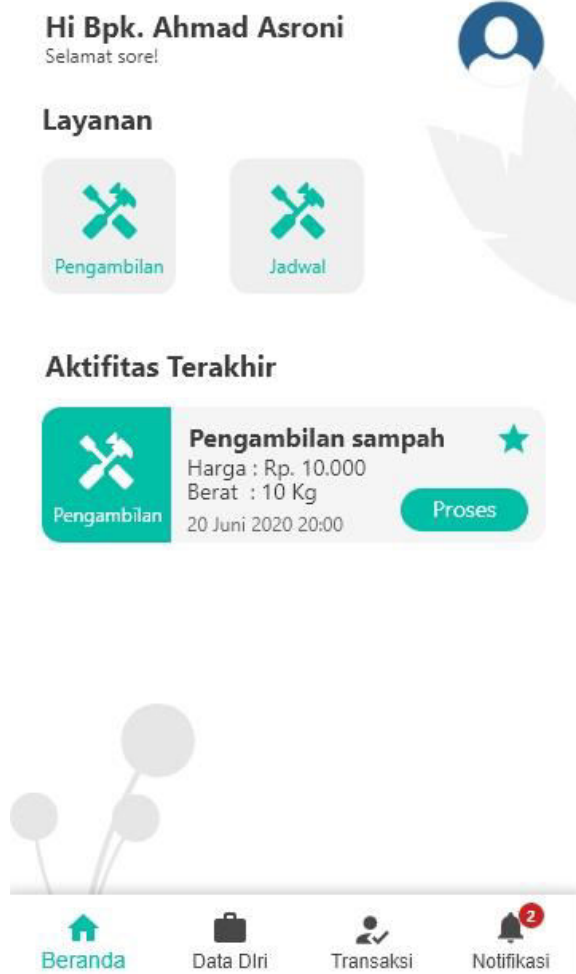 Hi Bpk. Ahmad Asroni
Selamat sore!
Layanan
Pengambilan
Jadwal
Aktifitas Terakhir
Pengambilan
Pengambilan sampah
Harga : Rp. 10.000
Berat : 10 Kg
20 Juni 2020 20:00
Proses
2
Beranda
Data DIri
Transaksi
Notifikasi